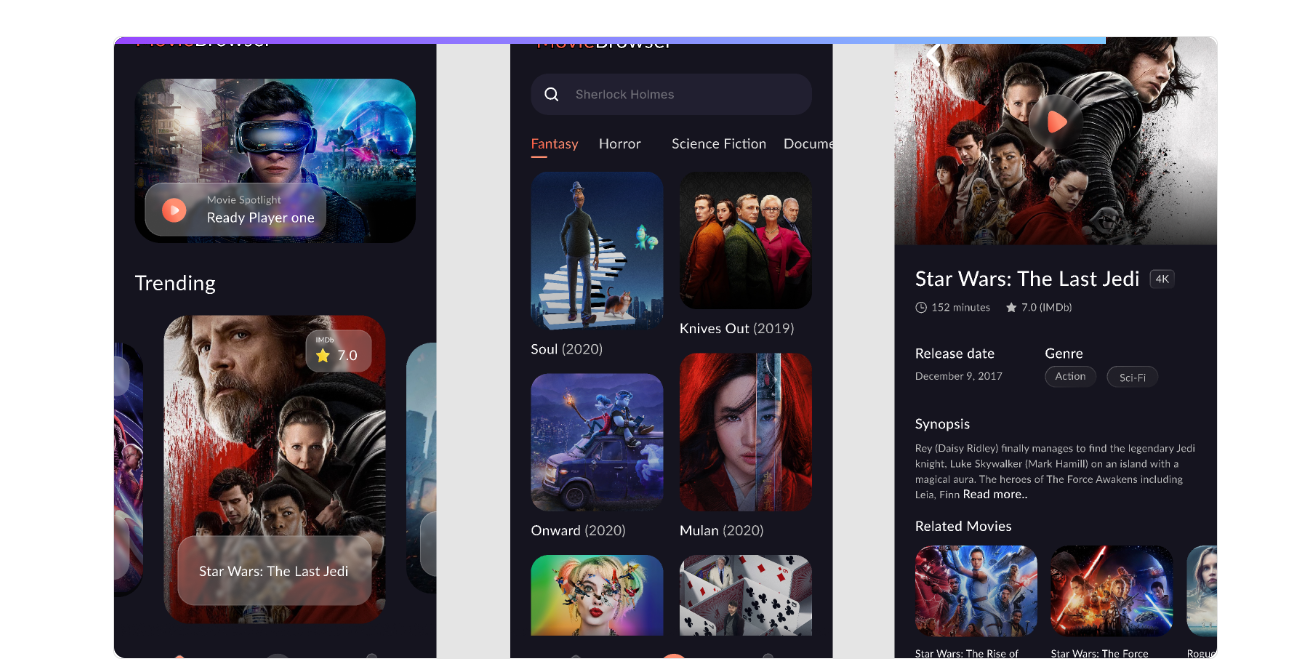 MovieBrowser
Movie Spotlight
Ready Player one
Trending
IMDb
7.0
Star Wars: The Last Jedi
MovieBrowser
Sherlock Holmes
Fantasy Horror Science Fiction Docume
Soul (2020)
Knives Out (2019)
Onward (2020)
Mulan (2020)
Star Wars: The Last Jedi 4K
152 minutes 7.0 (IMDb)
Release date Genre
December 9, 2017 Action Sci-Fi
Synopsis
Rey (Daisy Ridley) finally manages to find the legendary Jedi
knight, Luke Skywalker (Mark Hamill) on an island with a
magical aura. The heroes of The Force Awakens including
Leia, Finn Read more..
Related Movies
Star Wars: The Rise of Star Wars: The Force Rogue